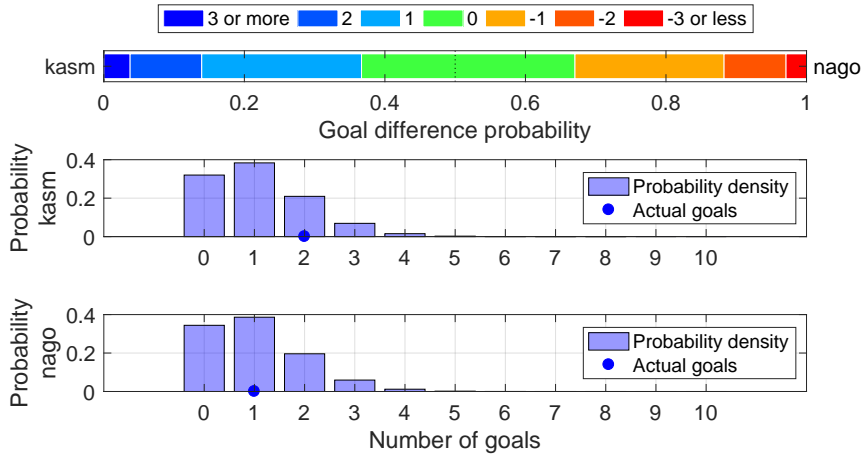 3 or more 2 1 0 -1 -2 -3 or less
kasm nago
0 0.2 0.4 0.6 0.8 1
Goal difference probability
Probability
kasm
0.4
0.2
0
Probability density
Actual goals
0 1 2 3 4 5 6 7 8 9 10
Probability
nago
0.4
0.2
0
Probability density
Actual goals
0 1 2 3 4 5 6 7 8 9 10
Number of goals